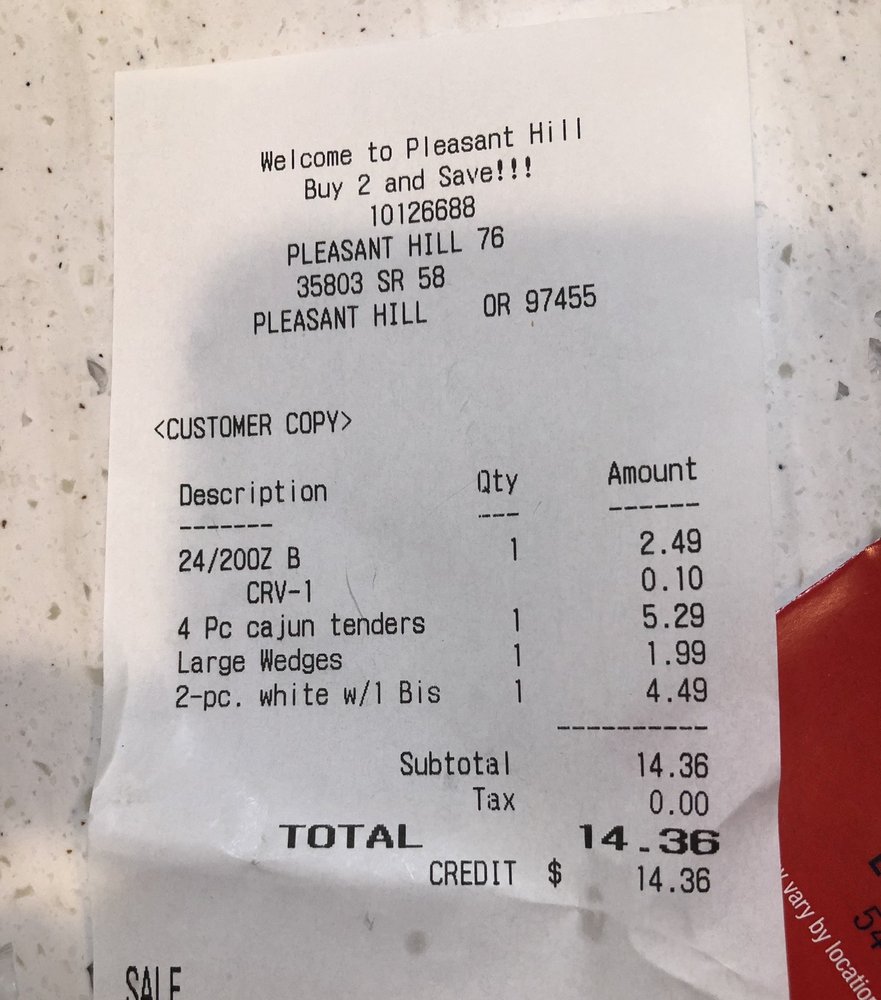 Welcome to Pleasant Hill
Buy 2 and Save!!!
10126688
PLEASANT HILL 76
35803 SR 58
PLEASANT HILL OR 97455
<CUSTOMER COPY>
Description Qty Amount
------- --- ------
24/20OZ B 1 2.49
CRV-1 0.10
4 Pc cajun tenders 1 5.29
Large Wedges 1 1.99
2-pc. white w/1 Bis 1 4.49
----------
Subtotal 14.36
Tax 0.00
TOTAL 14.36
CREDIT $ 14.36
SALE
vary by location
54